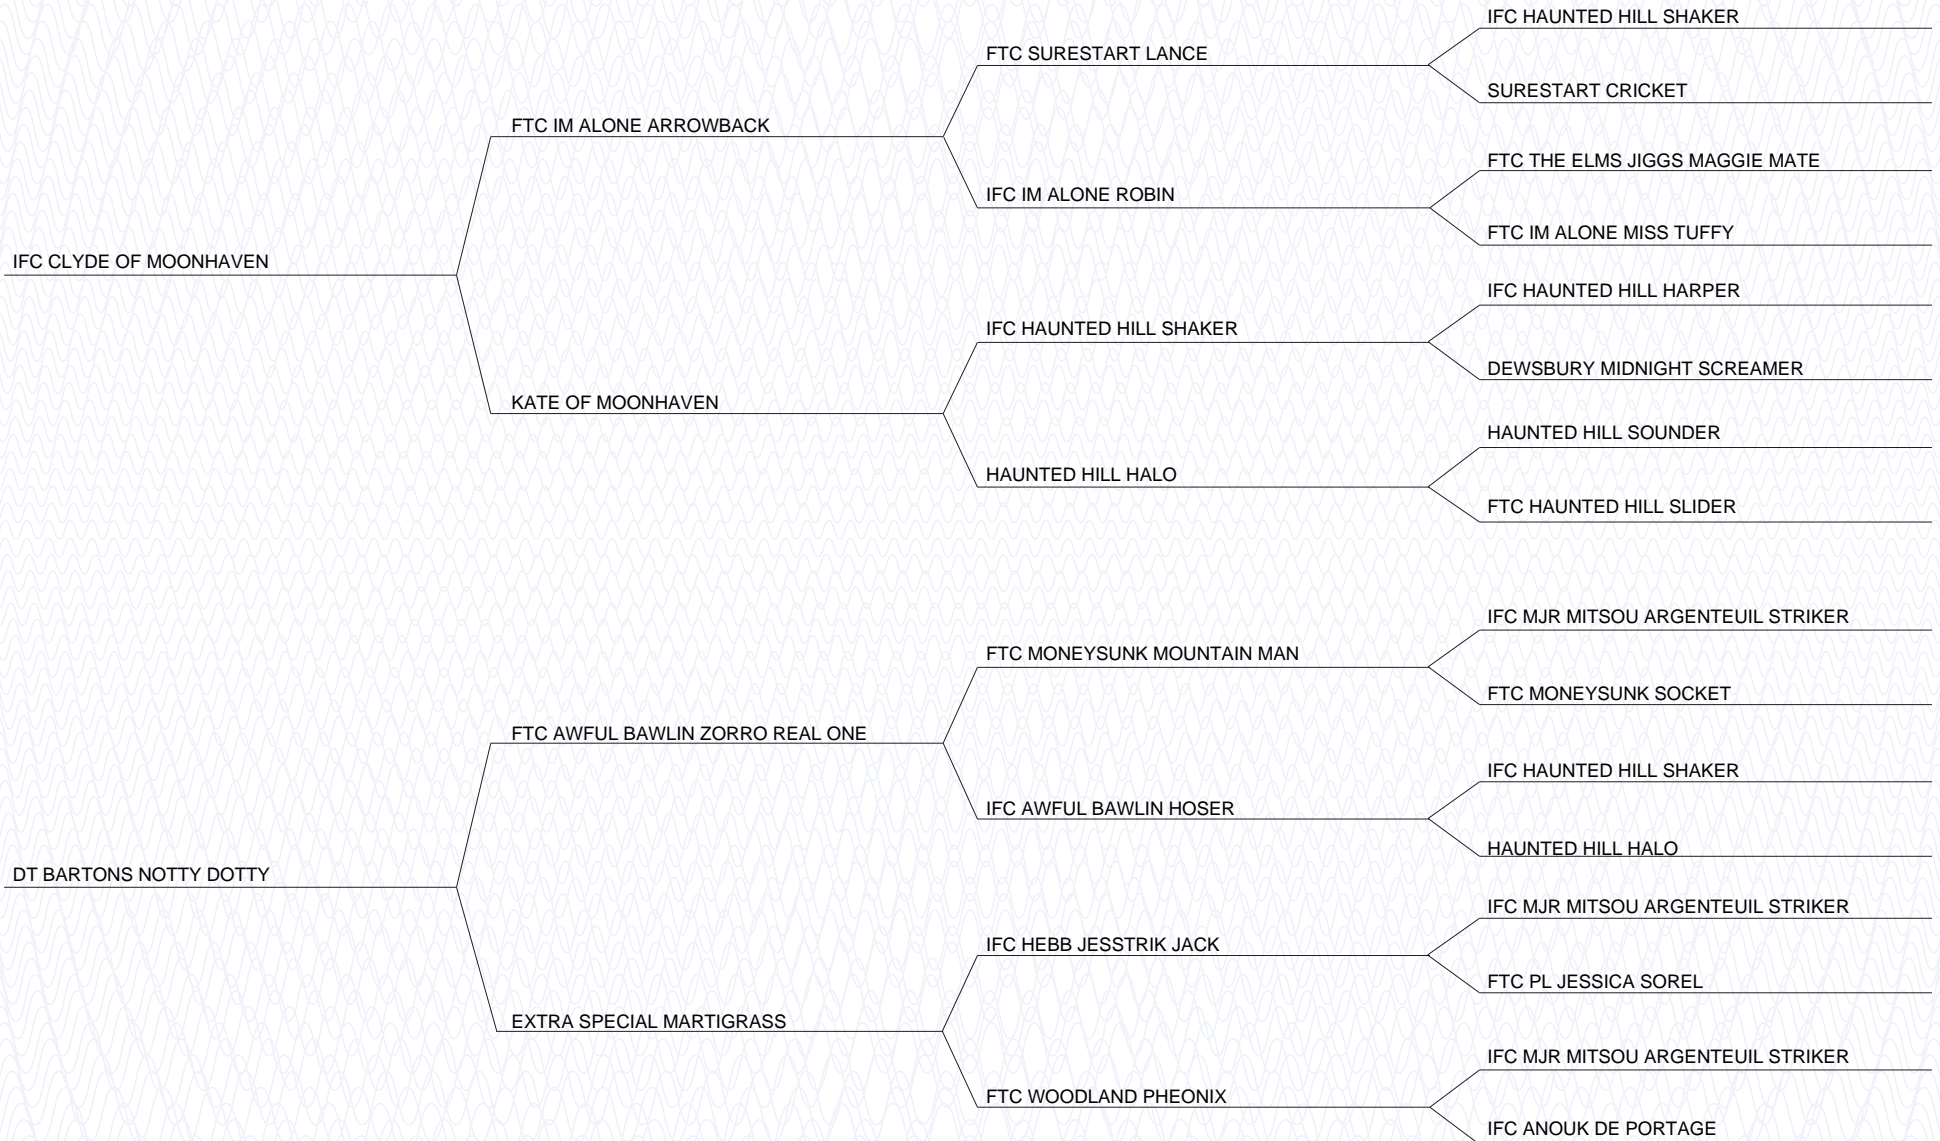 IFC HAUNTED HILL SHAKER
FTC SURESTART LANCE
SURESTART CRICKET
FTC IM ALONE ARROWBACK
FTC THE ELMS JIGGS MAGGIE MATE
IFC IM ALONE ROBIN
FTC IM ALONE MISS TUFFY
IFC CLYDE OF MOONHAVEN
IFC HAUNTED HILL HARPER
IFC HAUNTED HILL SHAKER
DEWSBURY MIDNIGHT SCREAMER
KATE OF MOONHAVEN
HAUNTED HILL SOUNDER
HAUNTED HILL HALO
FTC HAUNTED HILL SLIDER
IFC MJR MITSOU ARGENTEUIL STRIKER
FTC MONEYSUNK MOUNTAIN MAN
FTC MONEYSUNK SOCKET
FTC AWFUL BAWLIN ZORRO REAL ONE
IFC HAUNTED HILL SHAKER
IFC AWFUL BAWLIN HOSER
HAUNTED HILL HALO
DT BARTONS NOTTY DOTTY
IFC MJR MITSOU ARGENTEUIL STRIKER
IFC HEBB JESSTRIK JACK
FTC PL JESSICA SOREL
EXTRA SPECIAL MARTIGRASS
IFC MJR MITSOU ARGENTEUIL STRIKER
FTC WOODLAND PHEONIX
IFC ANOUK DE PORTAGE